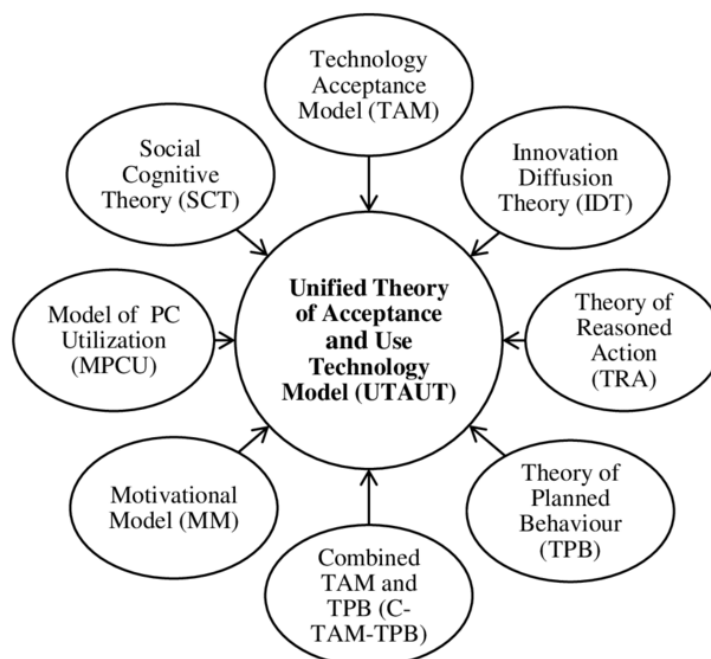 Technology
Acceptance
Model (TAM)
Innovation
Diffusion
Theory (IDT)
Theory of
Reasoned
Action
(TRA)
Theory of
Planned
Behaviour
(TPB)
Combined
TAM and
TPB (C-
TAM-TPB)
Motivational
Model (MM)
Model of PC
Utilization
(MPCU)
Social
Cognitive
Theory (SCT)
Unified Theory
of Acceptance
and Use
Technology
Model (UTAUT)